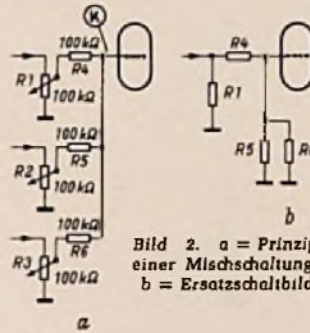 K
100kΩ
R4
R1
100kΩ
100kΩ
R5
R2
100kΩ
100kΩ
R6
R3
100kΩ
a
R4
R1
R5
b
Bild 2. a = Prinzip
einer Mischschaltung
b = Ersatzschaltbild